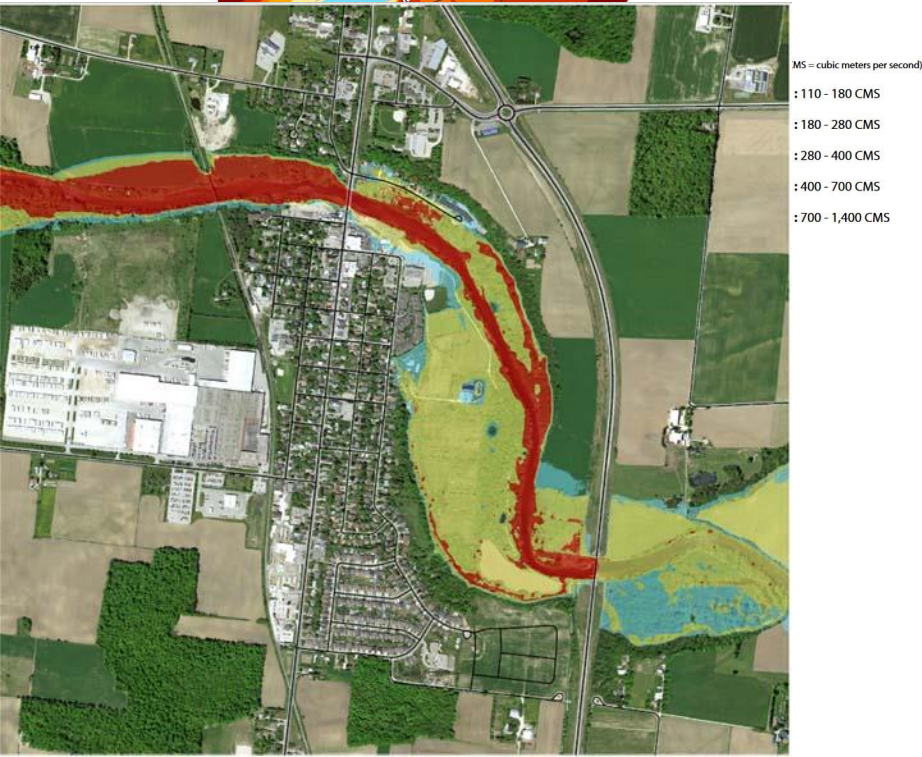 MS = cubic meters per second)
: 110 - 180 CMS
: 180 - 280 CMS
: 280 - 400 CMS
: 400 - 700 CMS
: 700 - 1,400 CMS